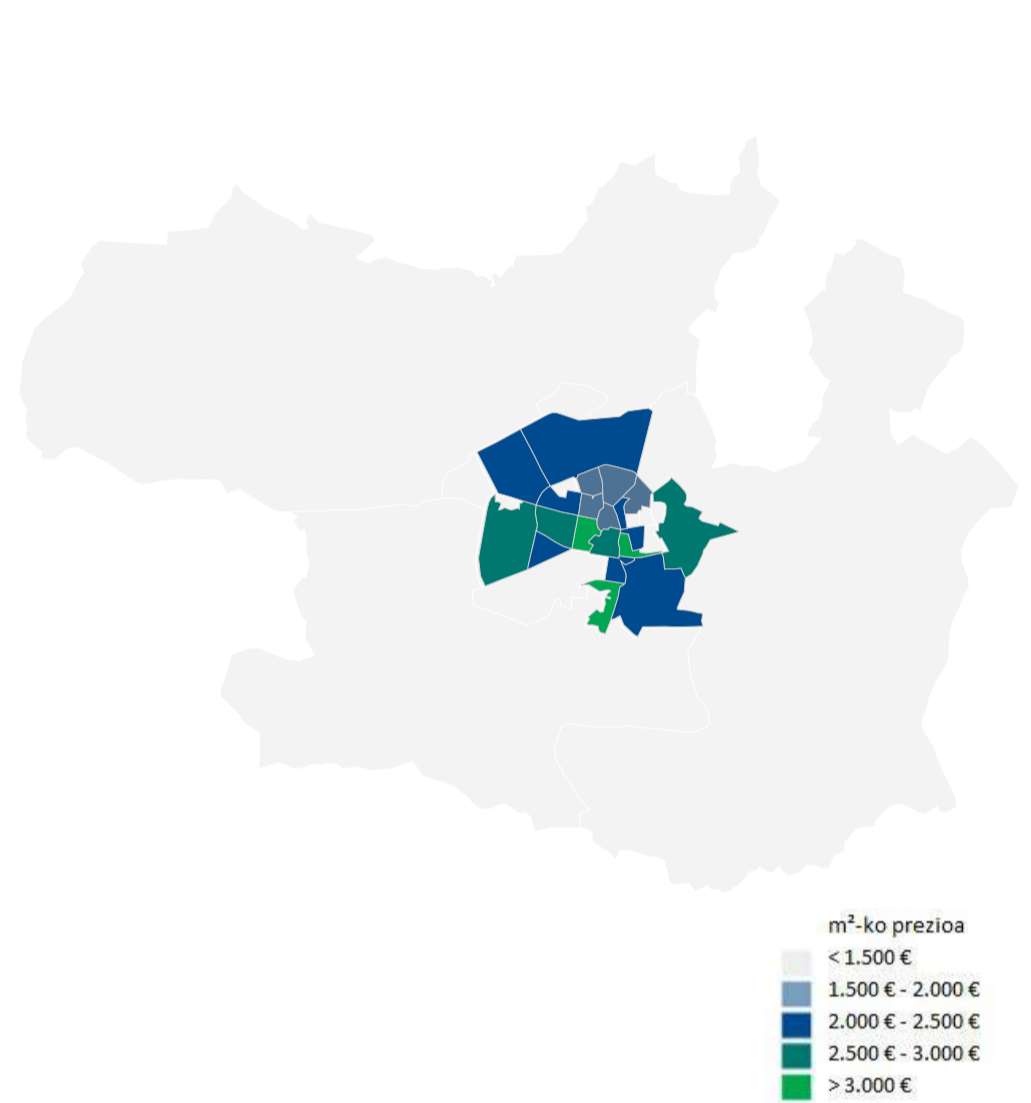 m²-ko prezioa
< 1.500 €
1.500 € - 2.000 €
2.000 € - 2.500 €
2.500 € - 3.000 €
> 3.000 €